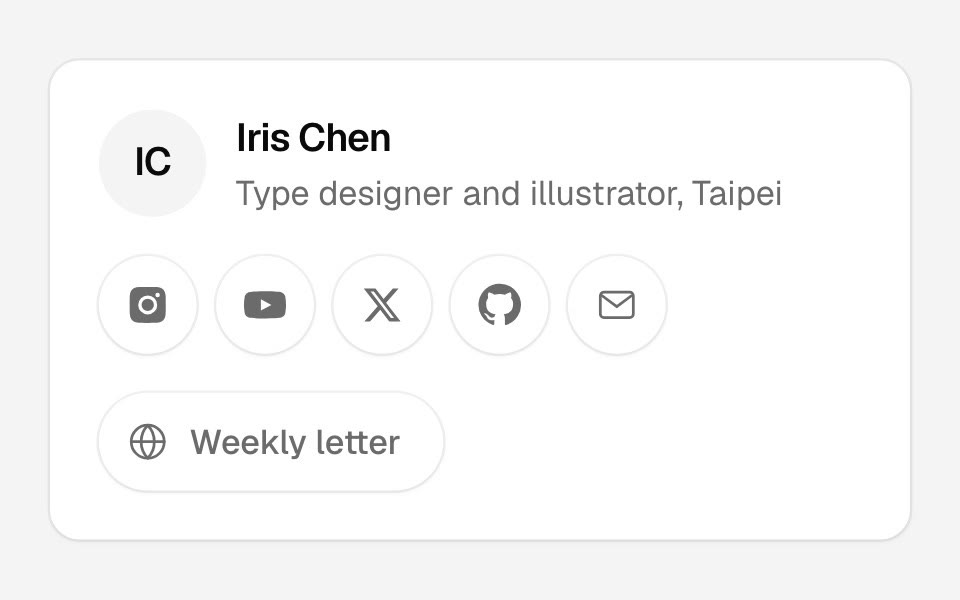 IC
Iris Chen
Type designer and illustrator, Taipei
Weekly letter